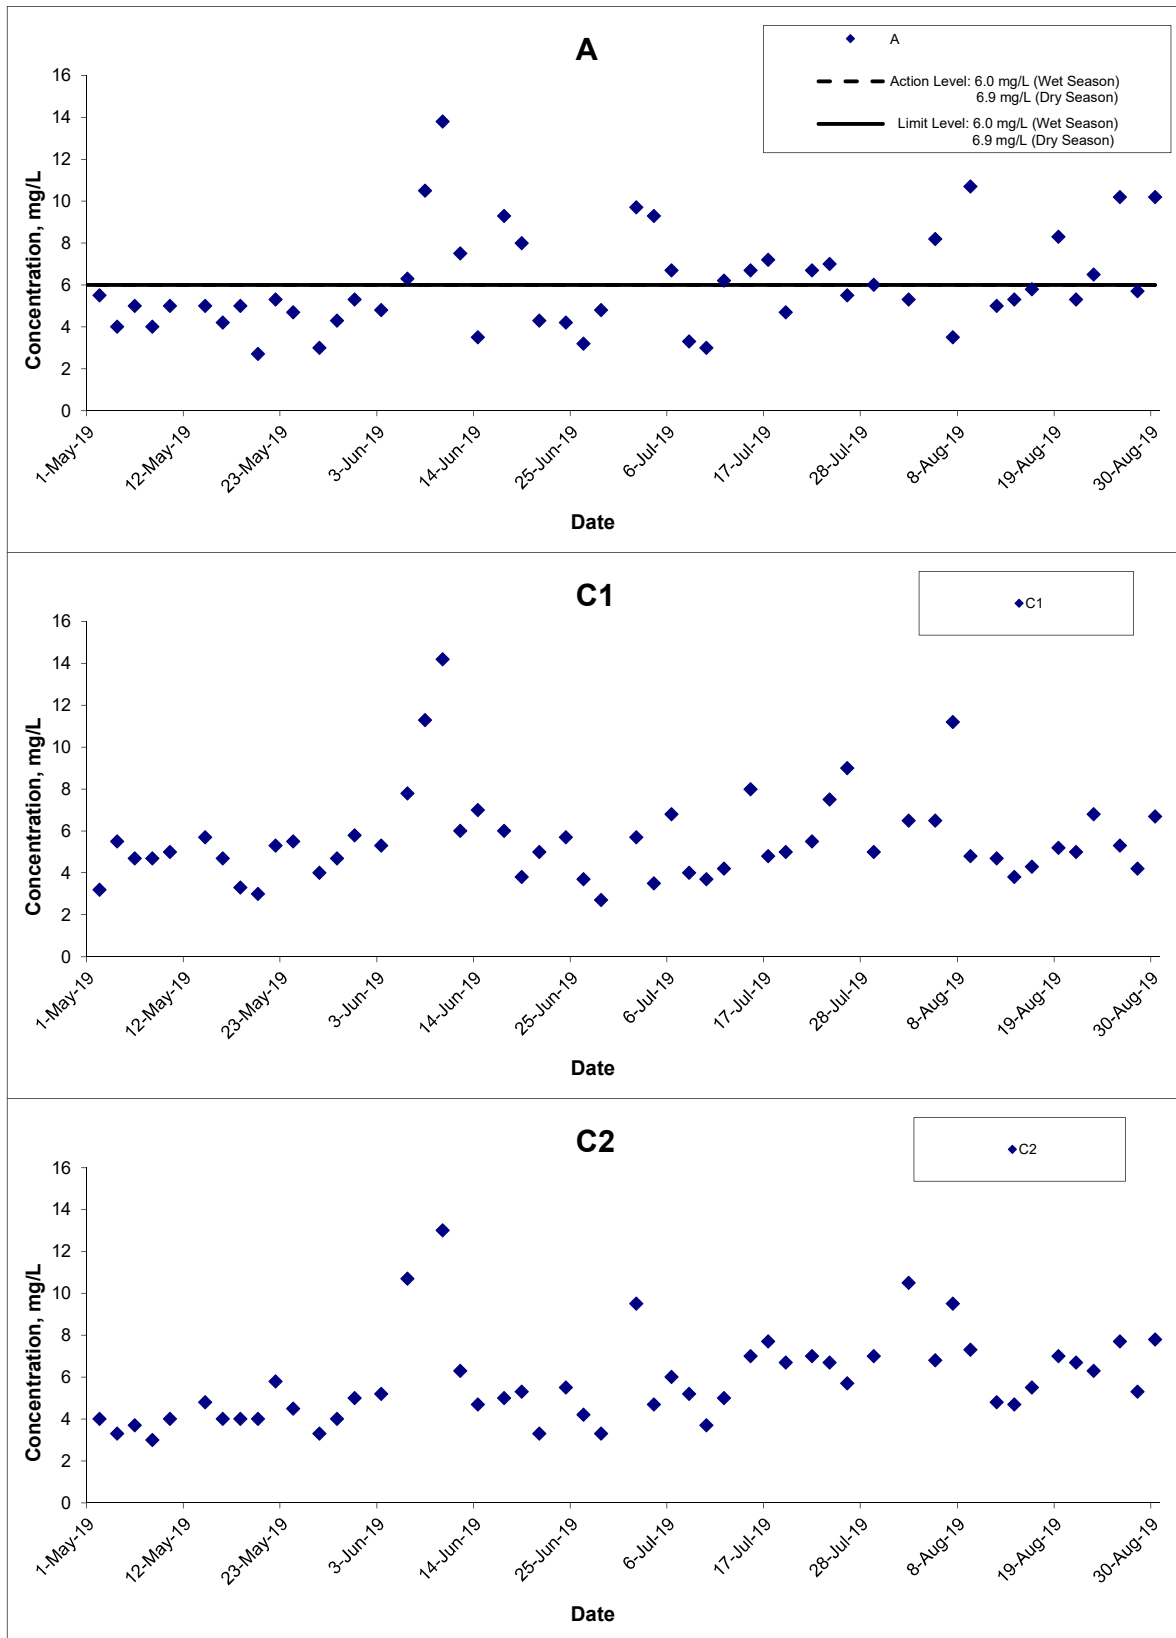 A
A
Action Level: 6.0 mg/L (Wet Season)
6.9 mg/L (Dry Season)
Limit Level: 6.0 mg/L (Wet Season)
6.9 mg/L (Dry Season)
Concentration, mg/L
16
14
12
10
8
6
4
2
0
1-May-19
12-May-19
23-May-19
3-Jun-19
14-Jun-19
25-Jun-19
6-Jul-19
17-Jul-19
28-Jul-19
8-Aug-19
19-Aug-19
30-Aug-19
Date
C1
C1
Concentration, mg/L
16
14
12
10
8
6
4
2
0
1-May-19
12-May-19
23-May-19
3-Jun-19
14-Jun-19
25-Jun-19
6-Jul-19
17-Jul-19
28-Jul-19
8-Aug-19
19-Aug-19
30-Aug-19
Date
C2
C2
Concentration, mg/L
16
14
12
10
8
6
4
2
0
1-May-19
12-May-19
23-May-19
3-Jun-19
14-Jun-19
25-Jun-19
6-Jul-19
17-Jul-19
28-Jul-19
8-Aug-19
19-Aug-19
30-Aug-19
Date